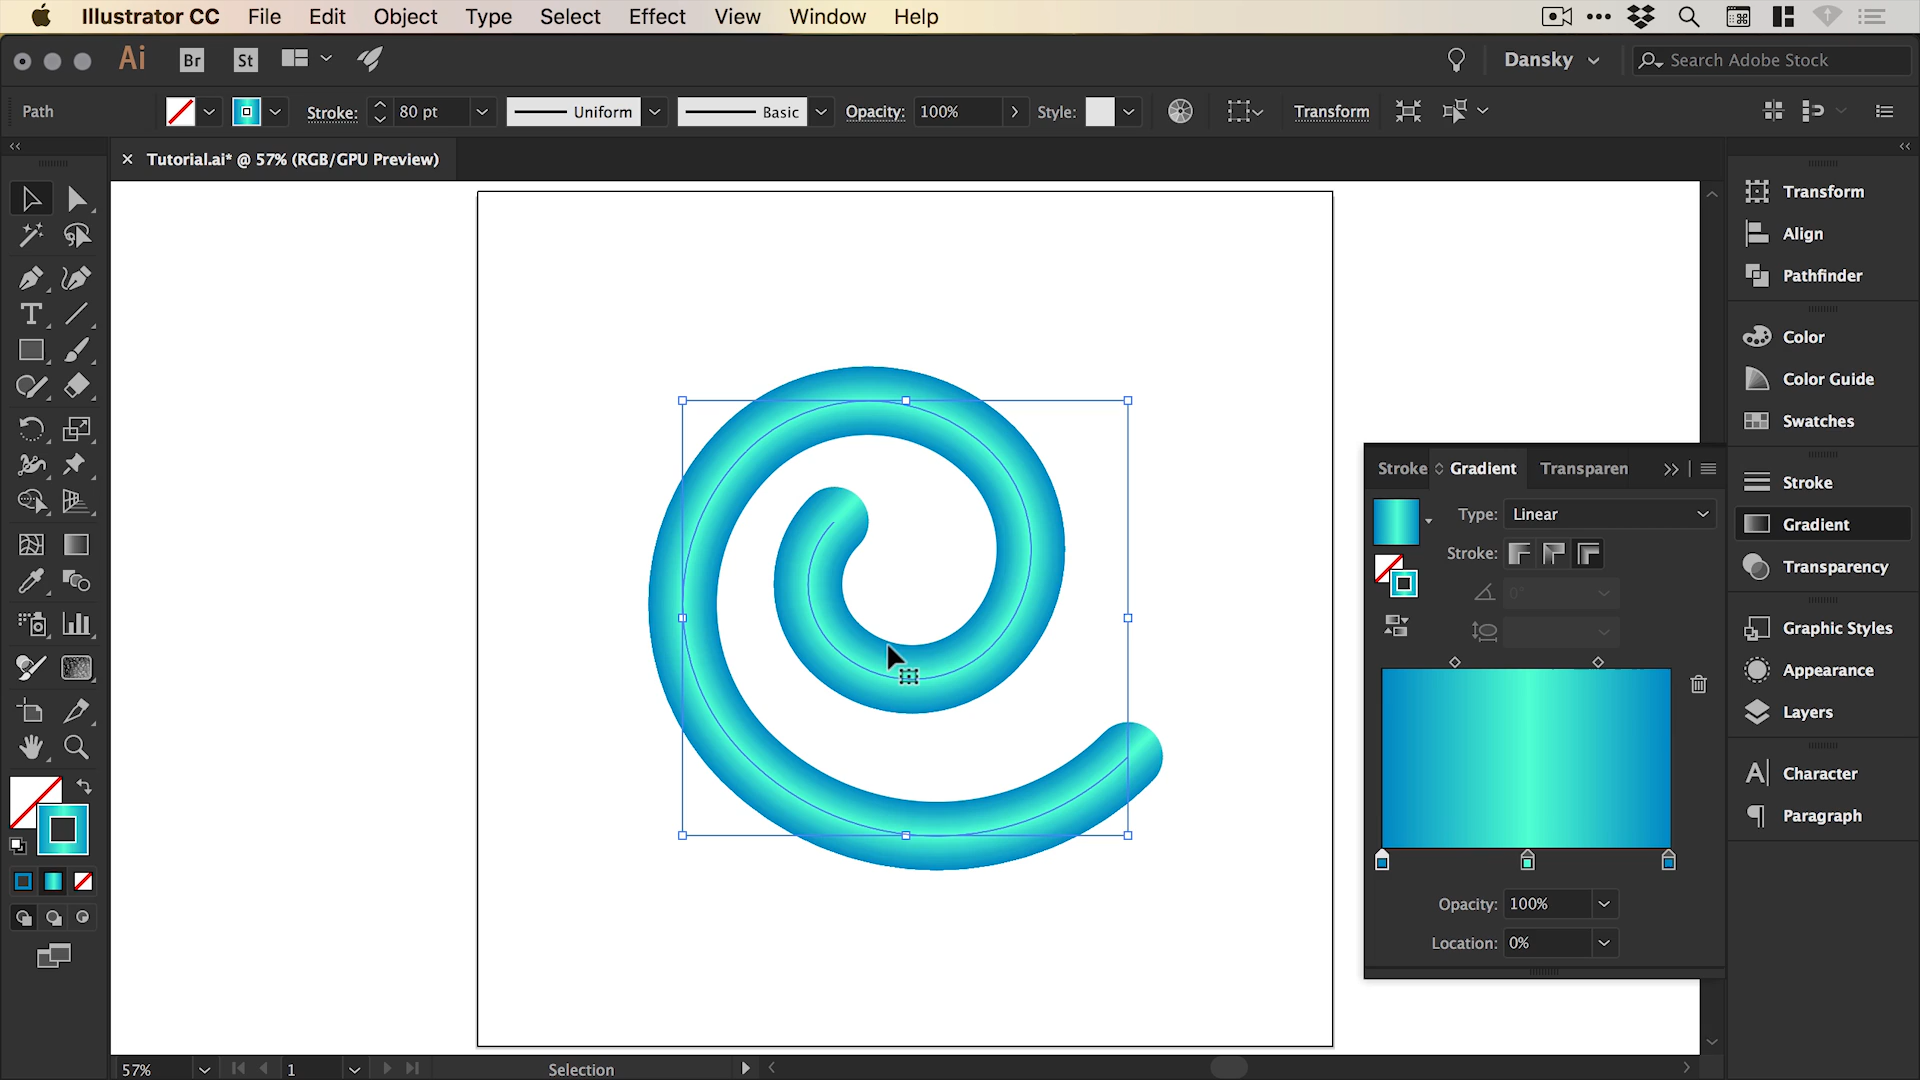 Illustrator CC File Edit Object Type Select Effect View Window Help
Ai Br St Dansky Search Adobe Stock
Path Stroke: 80 pt Uniform Basic Opacity: 100% Style: Transform
× Tutorial.ai* @ 57% (RGB/GPU Preview)
Transform
Align
Pathfinder
Color
Color Guide
Swatches
Stroke
Gradient
Transparency
Graphic Styles
Appearance
Layers
Character
Paragraph
Stroke Gradient Transparen
Type: Linear
Stroke:
0°
Opacity: 100%
Location: 0%
57% 1 Selection